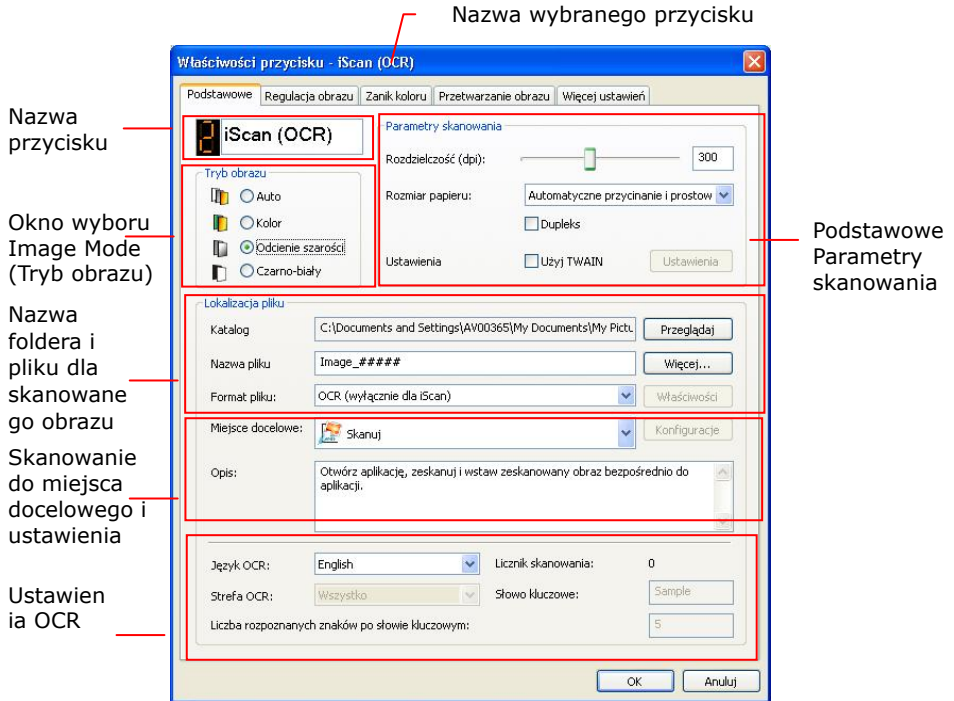 Nazwa wybranego przycisku
Właściwości przycisku - iScan (OCR)
Podstawowe Regulacja obrazu Zanik koloru Przetwarzanie obrazu Więcej ustawień
Nazwa
przycisku
2 iScan (OCR)
Tryb obrazu
Auto
Kolor
Odcienie szarości
Czarno-biały
Okno wyboru
Image Mode
(Tryb obrazu)
Parametry skanowania
Rozdzielczość (dpi): 300
Rozmiar papieru: Automatyczne przycinanie i prostow
Dupleks
Ustawienia Użyj TWAIN Ustawienia
Podstawowe
Parametry
skanowania
Nazwa
foldera i
pliku dla
skanowane
go obrazu
Lokalizacja pliku
Katalog C:\Documents and Settings\AV00365\My Documents\My Pictu Przeglądaj
Nazwa pliku Image_##### Więcej...
Format pliku: OCR (wyłącznie dla iScan) Właściwości
Skanowanie
do miejsca
docelowego i
ustawienia
Miejsce docelowe: Skanuj Konfiguracje
Opis: Otwórz aplikację, zeskanuj i wstaw zeskanowany obraz bezpośrednio do
aplikacji.
Ustawien
ia OCR
Język OCR: English Licznik skanowania: 0
Strefa OCR: Wszystko Słowo kluczowe: Sample
Liczba rozpoznanych znaków po słowie kluczowym: 5
OK Anuluj